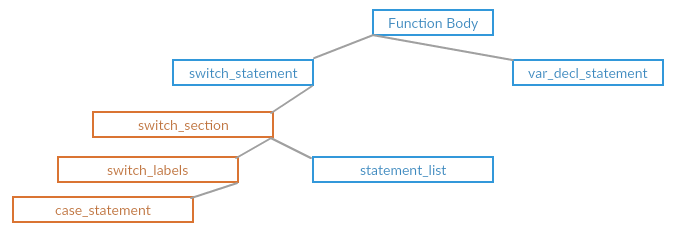 Function Body
switch_statement
var_decl_statement
switch_section
switch_labels
statement_list
case_statement